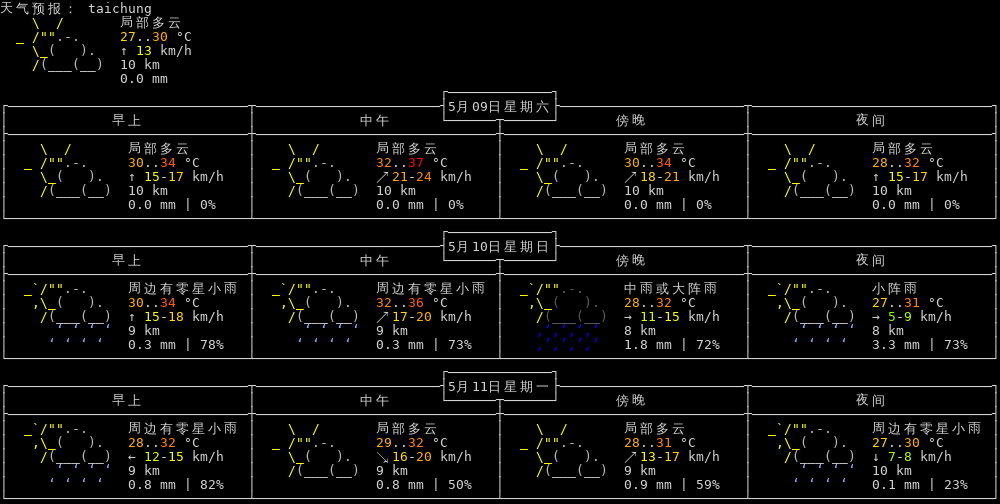 天气预报： taichung
局部多云
27..30 °C
↑ 13 km/h
10 km
0.0 mm
5月09日星期六
早上 中午 傍晚 夜间
局部多云 局部多云 局部多云 局部多云
30..34 °C 32..37 °C 30..34 °C 28..32 °C
↑ 15-17 km/h ↗ 21-24 km/h ↗ 18-21 km/h ↑ 15-17 km/h
10 km 10 km 10 km 10 km
0.0 mm | 0% 0.0 mm | 0% 0.0 mm | 0% 0.0 mm | 0%
5月10日星期日
早上 中午 傍晚 夜间
周边有零星小雨 周边有零星小雨 中雨或大阵雨 小阵雨
30..34 °C 32..36 °C 28..32 °C 27..31 °C
↑ 15-18 km/h ↗ 17-20 km/h → 11-15 km/h → 5-9 km/h
9 km 9 km 8 km 8 km
0.3 mm | 78% 0.3 mm | 73% 1.8 mm | 72% 3.3 mm | 73%
5月11日星期一
早上 中午 傍晚 夜间
周边有零星小雨 局部多云 局部多云 周边有零星小雨
28..32 °C 29..32 °C 28..31 °C 27..30 °C
← 12-15 km/h ↘ 16-20 km/h ↗ 13-17 km/h ↓ 7-8 km/h
9 km 9 km 9 km 10 km
0.8 mm | 82% 0.8 mm | 50% 0.9 mm | 59% 0.1 mm | 23%